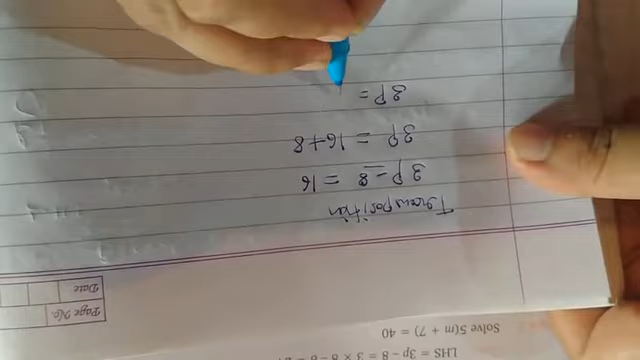 LHS = 3p – 8 = 3 × 8 – 8 =
Solve 5(m + 7) = 40
Page No.
Date
Transposition
3P - 8 = 16
3P = 16 + 8
3P =